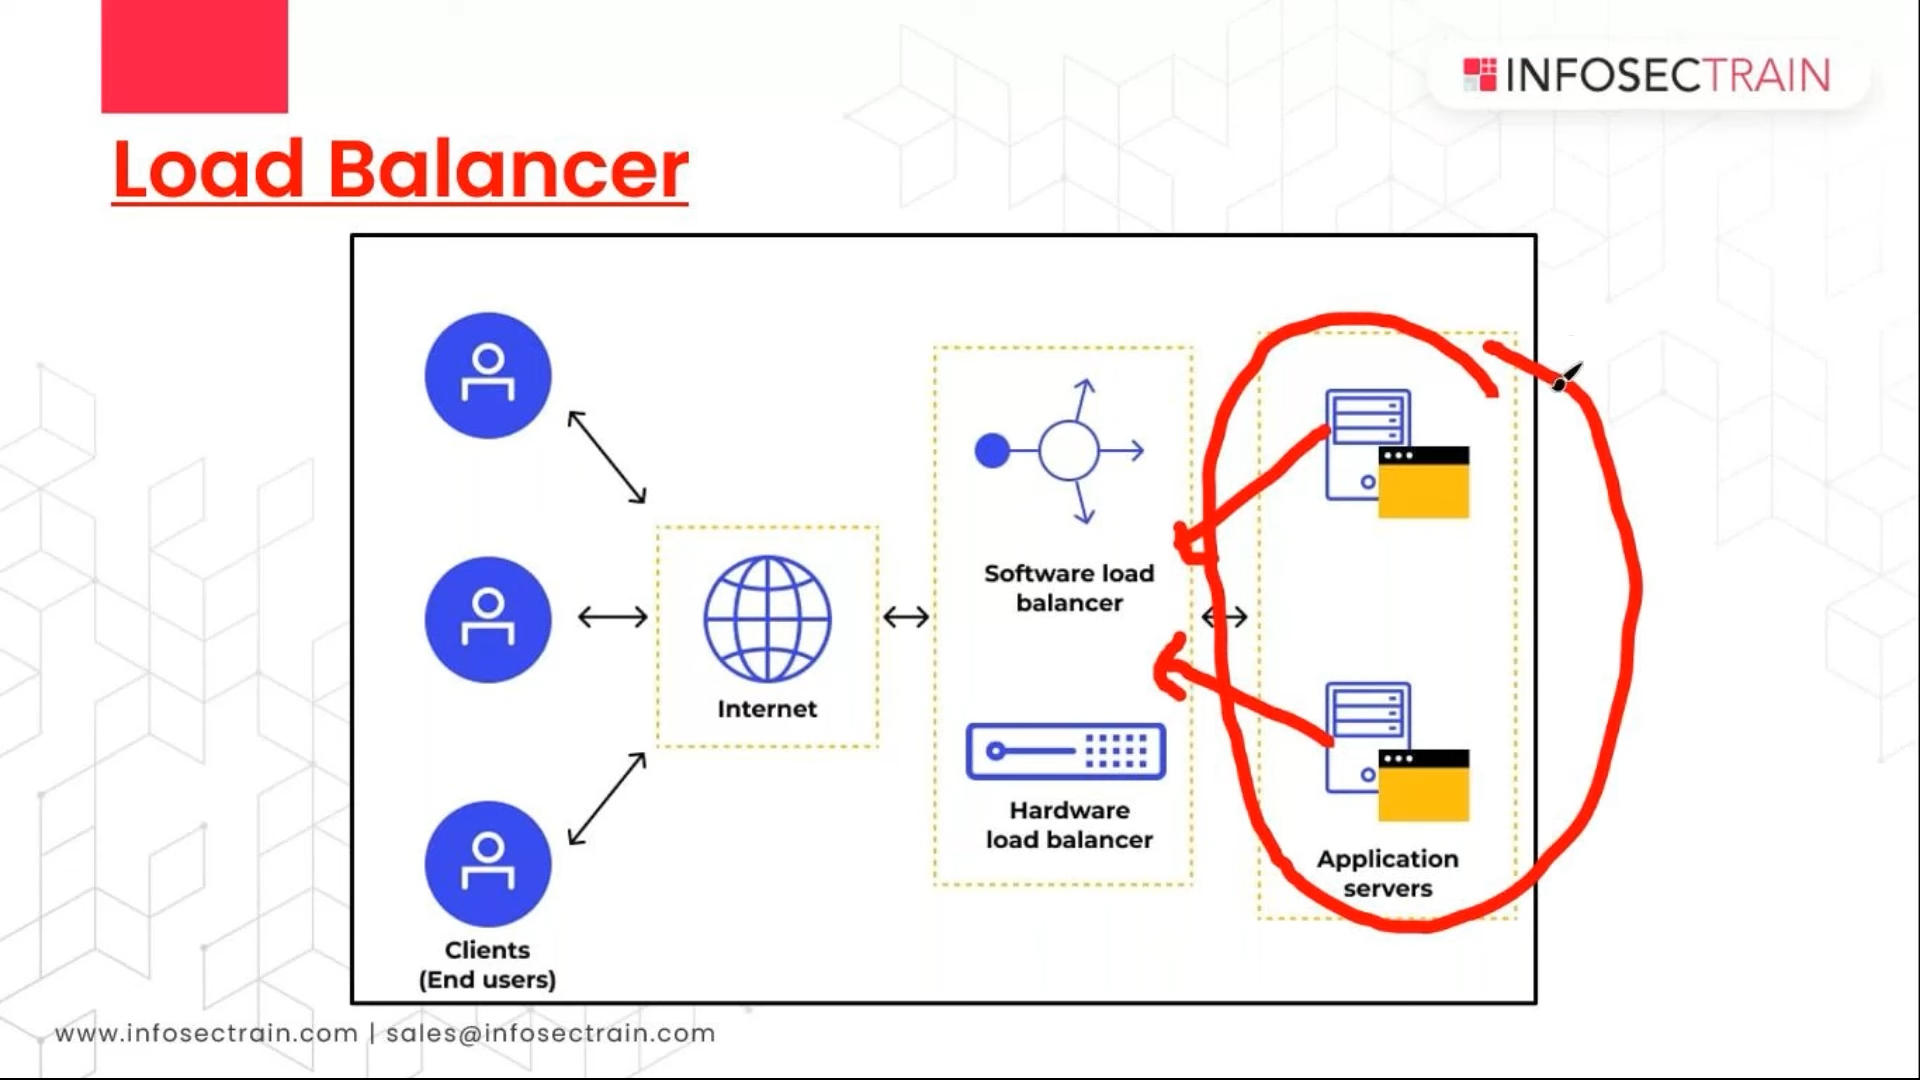 INFOSECTRAIN
Load Balancer
Software load
balancer
Internet
Hardware
load balancer
Application
servers
Clients
(End users)
www.infosectrain.com | sales@infosectrain.com